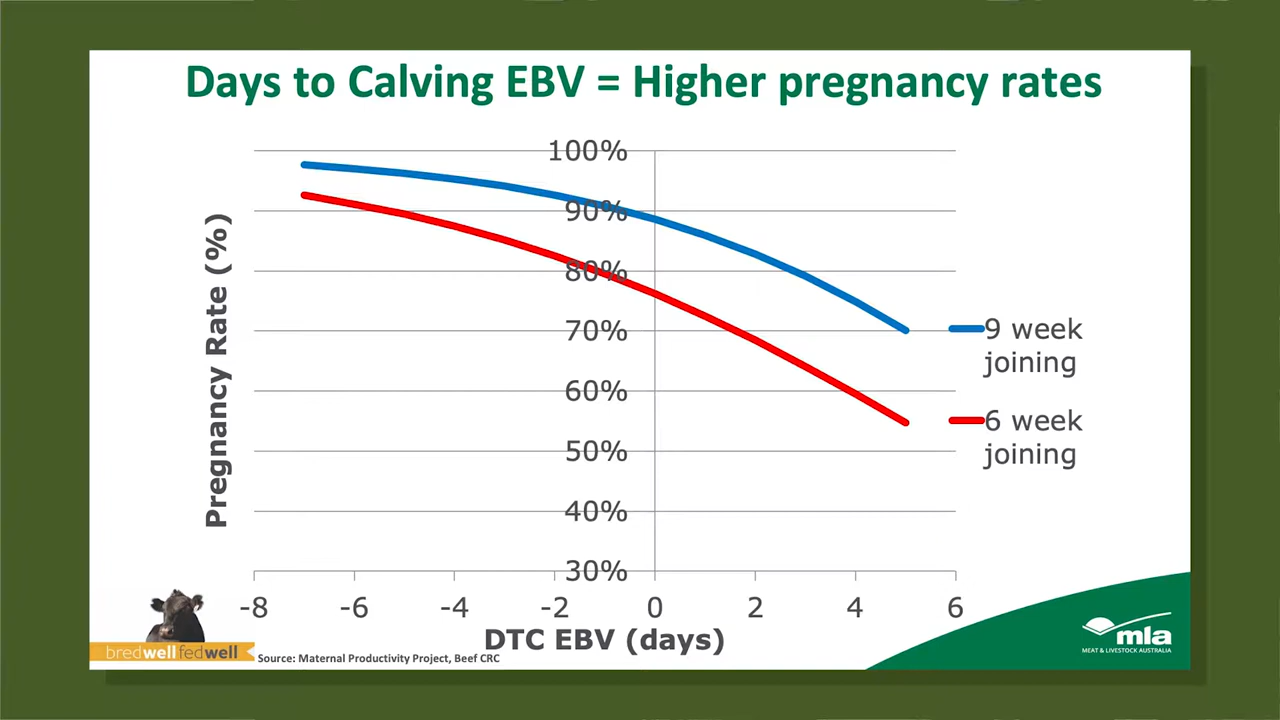 Days to Calving EBV = Higher pregnancy rates
Pregnancy Rate (%)
100%
90%
80%
70%
60%
50%
40%
30%
-8 -6 -4 -2 0 2 4 6
DTC EBV (days)
9 week
joining
6 week
joining
bredwellfedwell
Source: Maternal Productivity Project, Beef CRC
mla
MEAT & LIVESTOCK AUSTRALIA